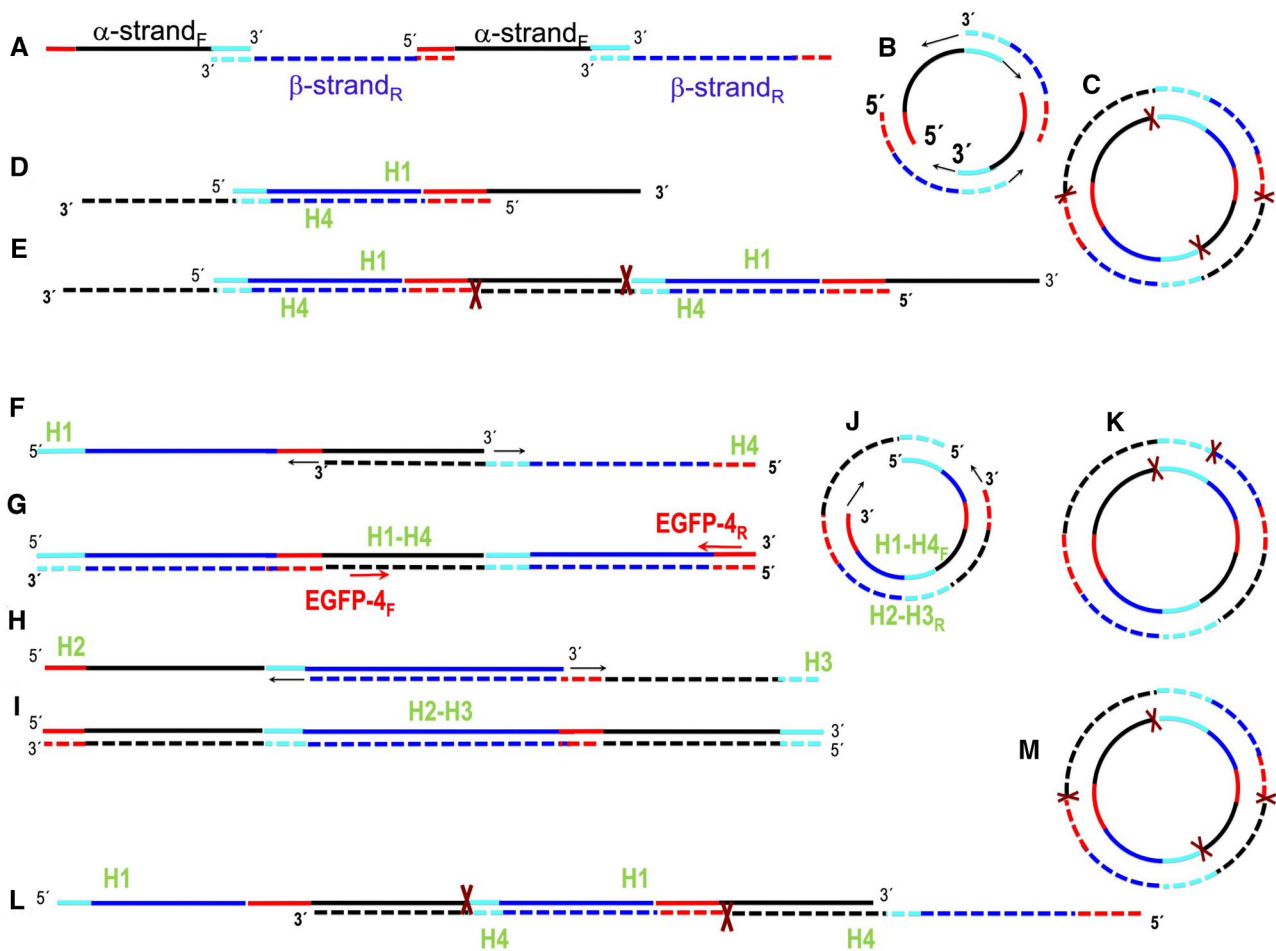 A
α-strandF
3´
3´
β-strandR
5´
α-strandF
3´
3´
β-strandR
B
3´
5´
5´
3´
C
D
H1
5´
3´
3´
H4
5´
E
H1
H1
5´
3´
3´
H4
H4
5´
F
H1
5´
3´
3´
H4
5´
G
5´
3´
H1-H4
EGFP-4R
3´
5´
EGFP-4F
J
5´
5´
3´
3´
H1-H4F
H2-H3R
K
H
5´
H2
3´
H3
I
5´
3´
H2-H3
3´
5´
M
L
5´
H1
H1
3´
3´
H4
H4
5´